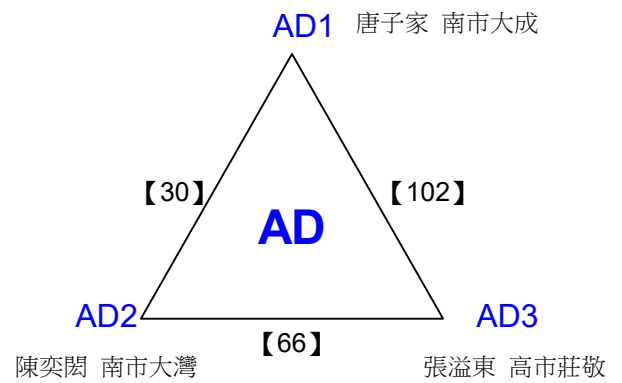 AD1 唐子家 南市大成
【30】 【102】
AD
AD2 AD3
【66】
陳奕閎 南市大灣 張溢東 高市莊敬